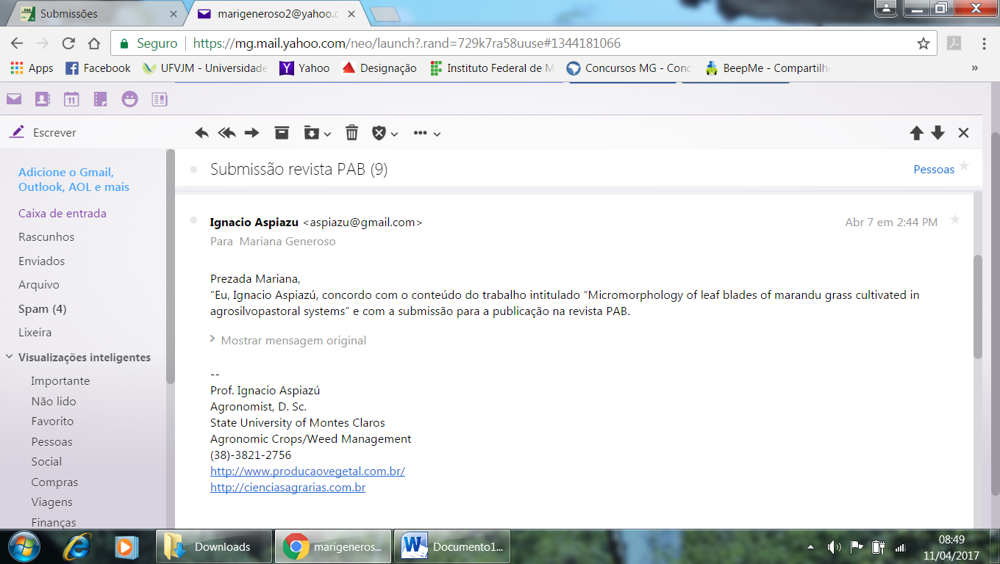 Submissões
marigeneroso2@yahoo.c
Seguro https://mg.mail.yahoo.com/neo/launch?.rand=729k7ra58uuse#1344181066
Apps Facebook UFVJM - Universidade Yahoo Designação Instituto Federal de M Concursos MG - Conc BeepMe - Compartilh »
11
Escrever
Adicione o Gmail,
Outlook, AOL e mais
Caixa de entrada
Rascunhos
Enviados
Arquivo
Spam (4)
Lixeira
Visualizações inteligentes
Importante
Não lido
Favorito
Pessoas
Social
Compras
Viagens
Finanças
Submissão revista PAB (9)
Pessoas
Ignacio Aspiazu <aspiazu@gmail.com> Abr 7 em 2:44 PM
Para Mariana Generoso
Prezada Mariana,
“Eu, Ignacio Aspiazú, concordo com o conteúdo do trabalho intitulado “Micromorphology of leaf blades of marandu grass cultivated in
agrosilvopastoral systems” e com a submissão para a publicação na revista PAB.
Mostrar mensagem original
--
Prof. Ignacio Aspiazú
Agronomist, D. Sc.
State University of Montes Claros
Agronomic Crops/Weed Management
(38)-3821-2756
http://www.producaovegetal.com.br/
http://cienciasagrarias.com.br
Downloads
marigeneros...
Documento1...
08:49
11/04/2017